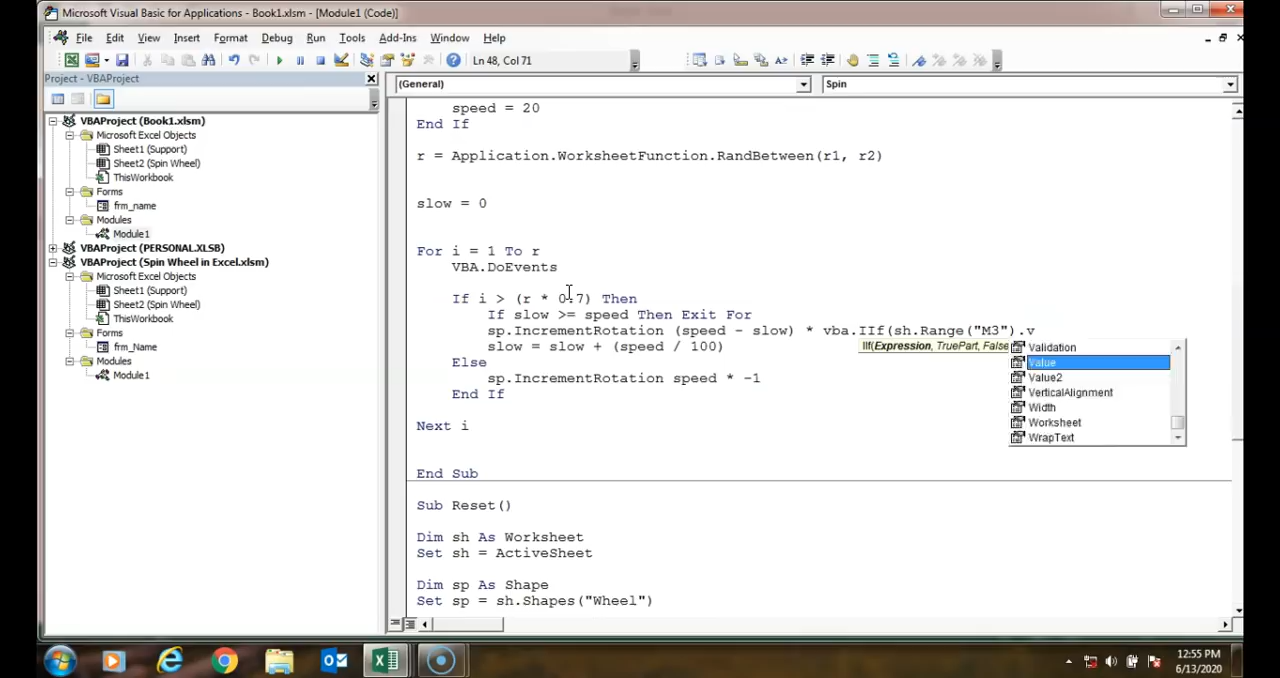 Microsoft Visual Basic for Applications - Book1.xlsm - [Module1 (Code)]
File Edit View Insert Format Debug Run Tools Add-Ins Window Help
Ln 48, Col 71
Project - VBAProject
(General) Spin
VBAProject (Book1.xlsm)
Microsoft Excel Objects
Sheet1 (Support)
Sheet2 (Spin Wheel)
ThisWorkbook
Forms
frm_name
Modules
Module1
VBAProject (PERSONAL.XLSB)
VBAProject (Spin Wheel in Excel.xlsm)
Microsoft Excel Objects
Sheet1 (Support)
Sheet2 (Spin Wheel)
ThisWorkbook
Forms
frm_Name
Modules
Module1
speed = 20
End If
r = Application.WorksheetFunction.RandBetween(r1, r2)
slow = 0
For i = 1 To r
VBA.DoEvents
If i > (r * 0.7) Then
If slow >= speed Then Exit For
sp.IncrementRotation (speed - slow) * vba.IIf(sh.Range("M3").v
slow = slow + (speed / 100)
IIf(Expression, TruePart, False
Else
sp.IncrementRotation speed * -1
End If
Next i
End Sub
Validation
Value
Value2
VerticalAlignment
Width
Worksheet
WrapText
Sub Reset()
Dim sh As Worksheet
Set sh = ActiveSheet
Dim sp As Shape
Set sp = sh.Shapes("Wheel")
12:55 PM
6/13/2020